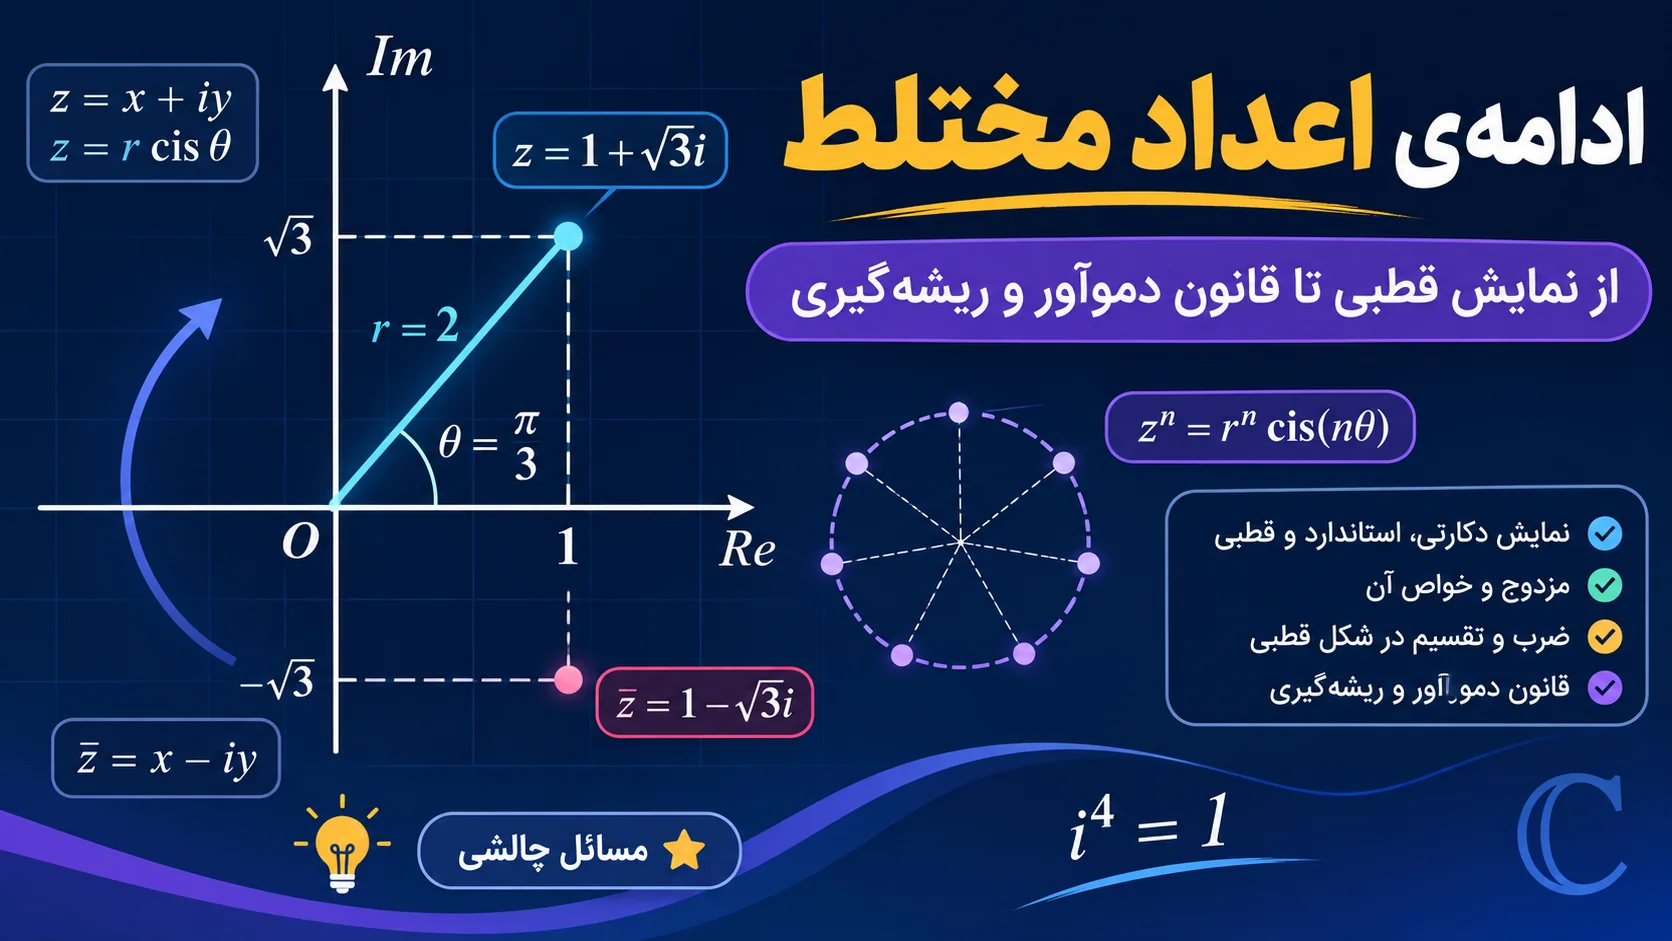 ادامه‌ی اعداد مختلط
از نمایش قطبی تا قانون دموآور و ریشه‌گیری
z = x + iy
z = r cis θ
Im
z = 1 + √3i
√3
r = 2
θ = π/3
O
1
Re
−√3
z̄ = 1 − √3i
z̄ = x − iy
zⁿ = rⁿ cis(nθ)
نمایش دکارتی، استاندارد و قطبی
مزدوج و خواص آن
ضرب و تقسیم در شکل قطبی
قانون دموآور و ریشه‌گیری
مسائل چالشی
i⁴ = 1
ℂ